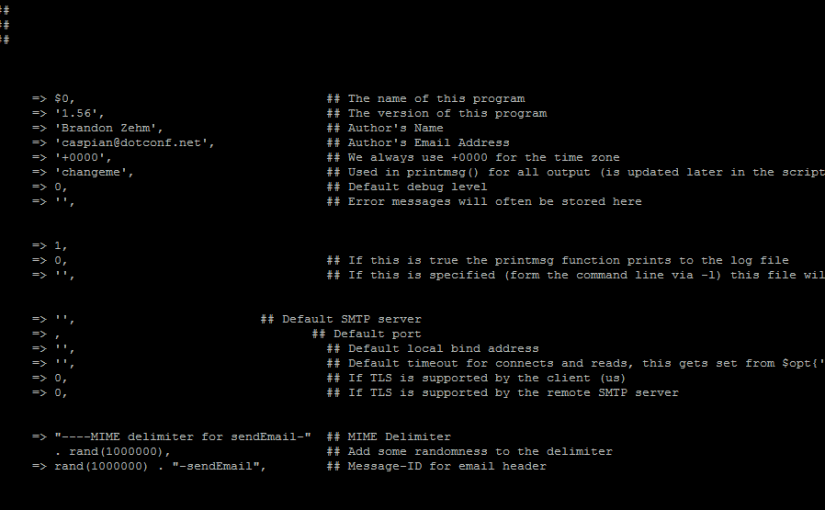 ##
##
##
=> $0, ## The name of this program
=> '1.56', ## The version of this program
=> 'Brandon Zehm', ## Author's Name
=> 'caspian@dotconf.net', ## Author's Email Address
=> '+0000', ## We always use +0000 for the time zone
=> 'changeme', ## Used in printmsg() for all output (is updated later in the script
=> 0, ## Default debug level
=> '', ## Error messages will often be stored here
=> 1,
=> 0, ## If this is true the printmsg function prints to the log file
=> '', ## If this is specified (form the command line via -l) this file wil
=> '', ## Default SMTP server
=> , ## Default port
=> '', ## Default local bind address
=> '', ## Default timeout for connects and reads, this gets set from $opt{'
=> 0, ## If TLS is supported by the client (us)
=> 0, ## If TLS is supported by the remote SMTP server
=> "----MIME delimiter for sendEmail-" ## MIME Delimiter
. rand(1000000), ## Add some randomness to the delimiter
=> rand(1000000) . "-sendEmail", ## Message-ID for email header